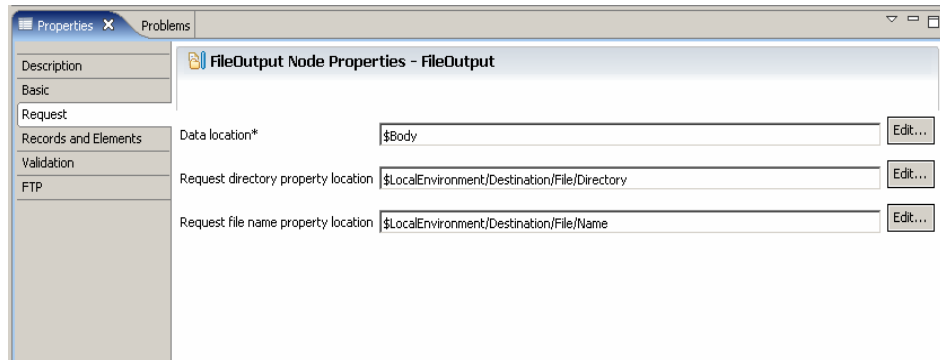 Properties Problems
FileOutput Node Properties - FileOutput
Description
Basic
Request
Records and Elements
Validation
FTP
Data location* $Body Edit...
Request directory property location $LocalEnvironment/Destination/File/Directory Edit...
Request file name property location $LocalEnvironment/Destination/File/Name Edit...